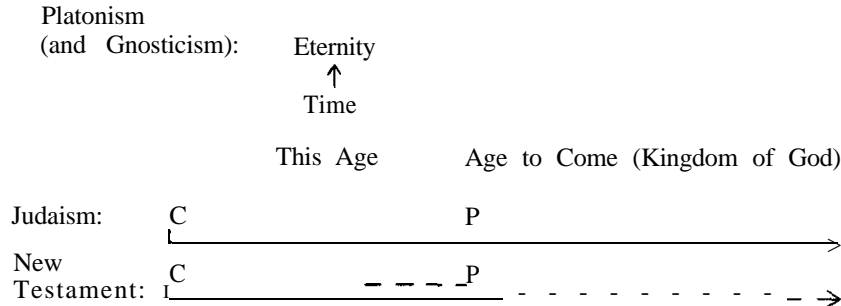 Platonism
(and Gnosticism): Eternity
Time
This Age Age to Come (Kingdom of God)
Judaism: C P
New C P
Testament: